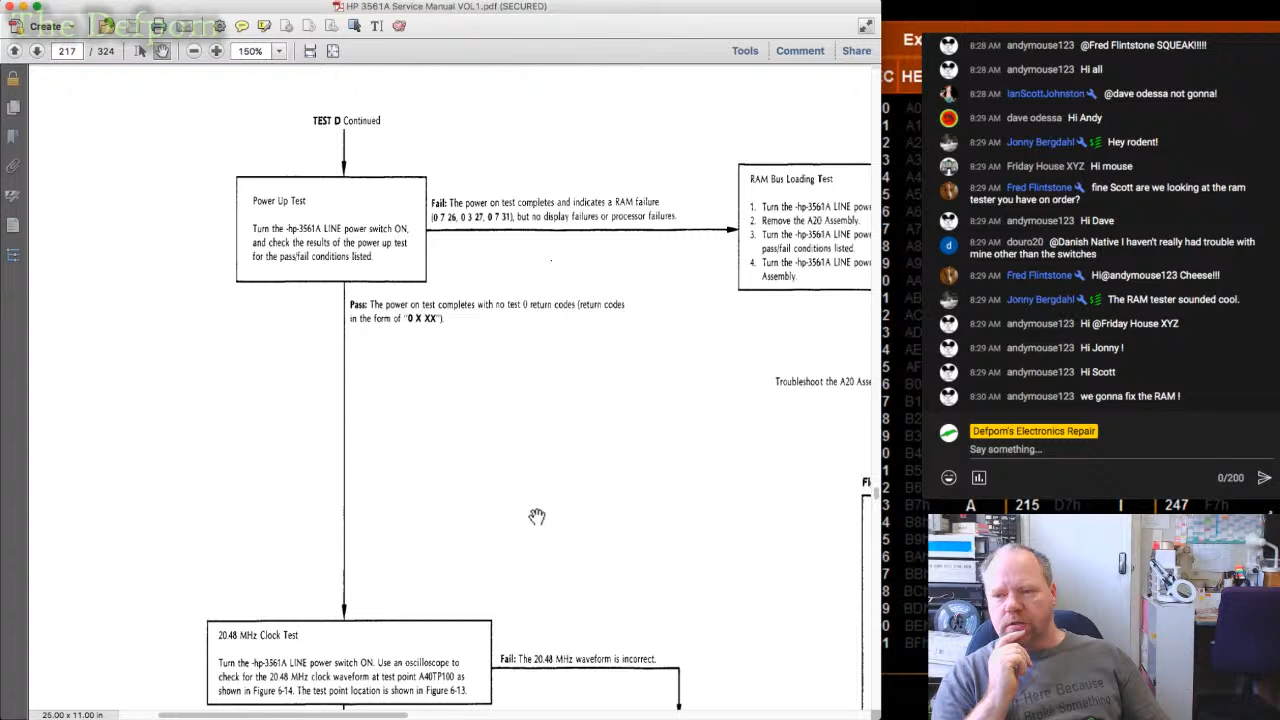 HP 3561A Service Manual VOL1.pdf (SECURED)
The Defpom
Create
217 / 324
150%
Tools
Comment
Share
TEST D Continued
Power Up Test
Turn the -hp-3561A LINE power switch ON,
and check the results of the power up test
for the pass/fail conditions listed.
Fail: The power on test completes and indicates a RAM failure
(0 7 26, 0 3 27, 0 7 31), but no display failures or processor failures.
RAM Bus Loading Test
1. Turn the -hp-3561A LINE powe
2. Remove the A20 Assembly.
3. Turn the -hp-3561A LINE powe
pass/fail conditions listed.
4. Turn the -hp-3561A LINE powe
Assembly.
Pass: The power on test completes with no test 0 return codes (return codes
in the form of "0 X XX").
Troubleshoot the A20 Asse
20.48 MHz Clock Test
Turn the -hp-3561A LINE power switch ON. Use an oscilloscope to
check for the 20.48 MHz clock waveform at test point A40TP100 as
shown in Figure 6-14. The test point location is shown in Figure 6-13.
Fail: The 20.48 MHz waveform is incorrect.
25.00 x 11.00 in
Ex
8:28 AM andymouse123 @Fred Flintstone SQUEAK!!!!!
8:28 AM andymouse123 Hi all
8:28 AM IanScottJohnston @dave odessa not gonna!
8:29 AM dave odessa Hi Andy
8:29 AM Jonny Bergdahl Hey rodent!
8:29 AM Friday House XYZ Hi mouse
8:29 AM Fred Flintstone fine Scott are we looking at the ram
tester you have on order?
8:29 AM andymouse123 Hi Dave
8:29 AM douro20 @Danish Native I haven't really had trouble with
mine other than the switches
8:29 AM Fred Flintstone Hi@andymouse123 Cheese!!!
8:29 AM Jonny Bergdahl The RAM tester sounded cool.
8:29 AM andymouse123 Hi @Friday House XYZ
8:29 AM andymouse123 Hi Jonny !
8:29 AM andymouse123 Hi Scott
8:30 AM andymouse123 we gonna fix the RAM !
Defpom's Electronics Repair
Say something...
0/200
215 D7h
247 F7h
Here Because
Broke Something